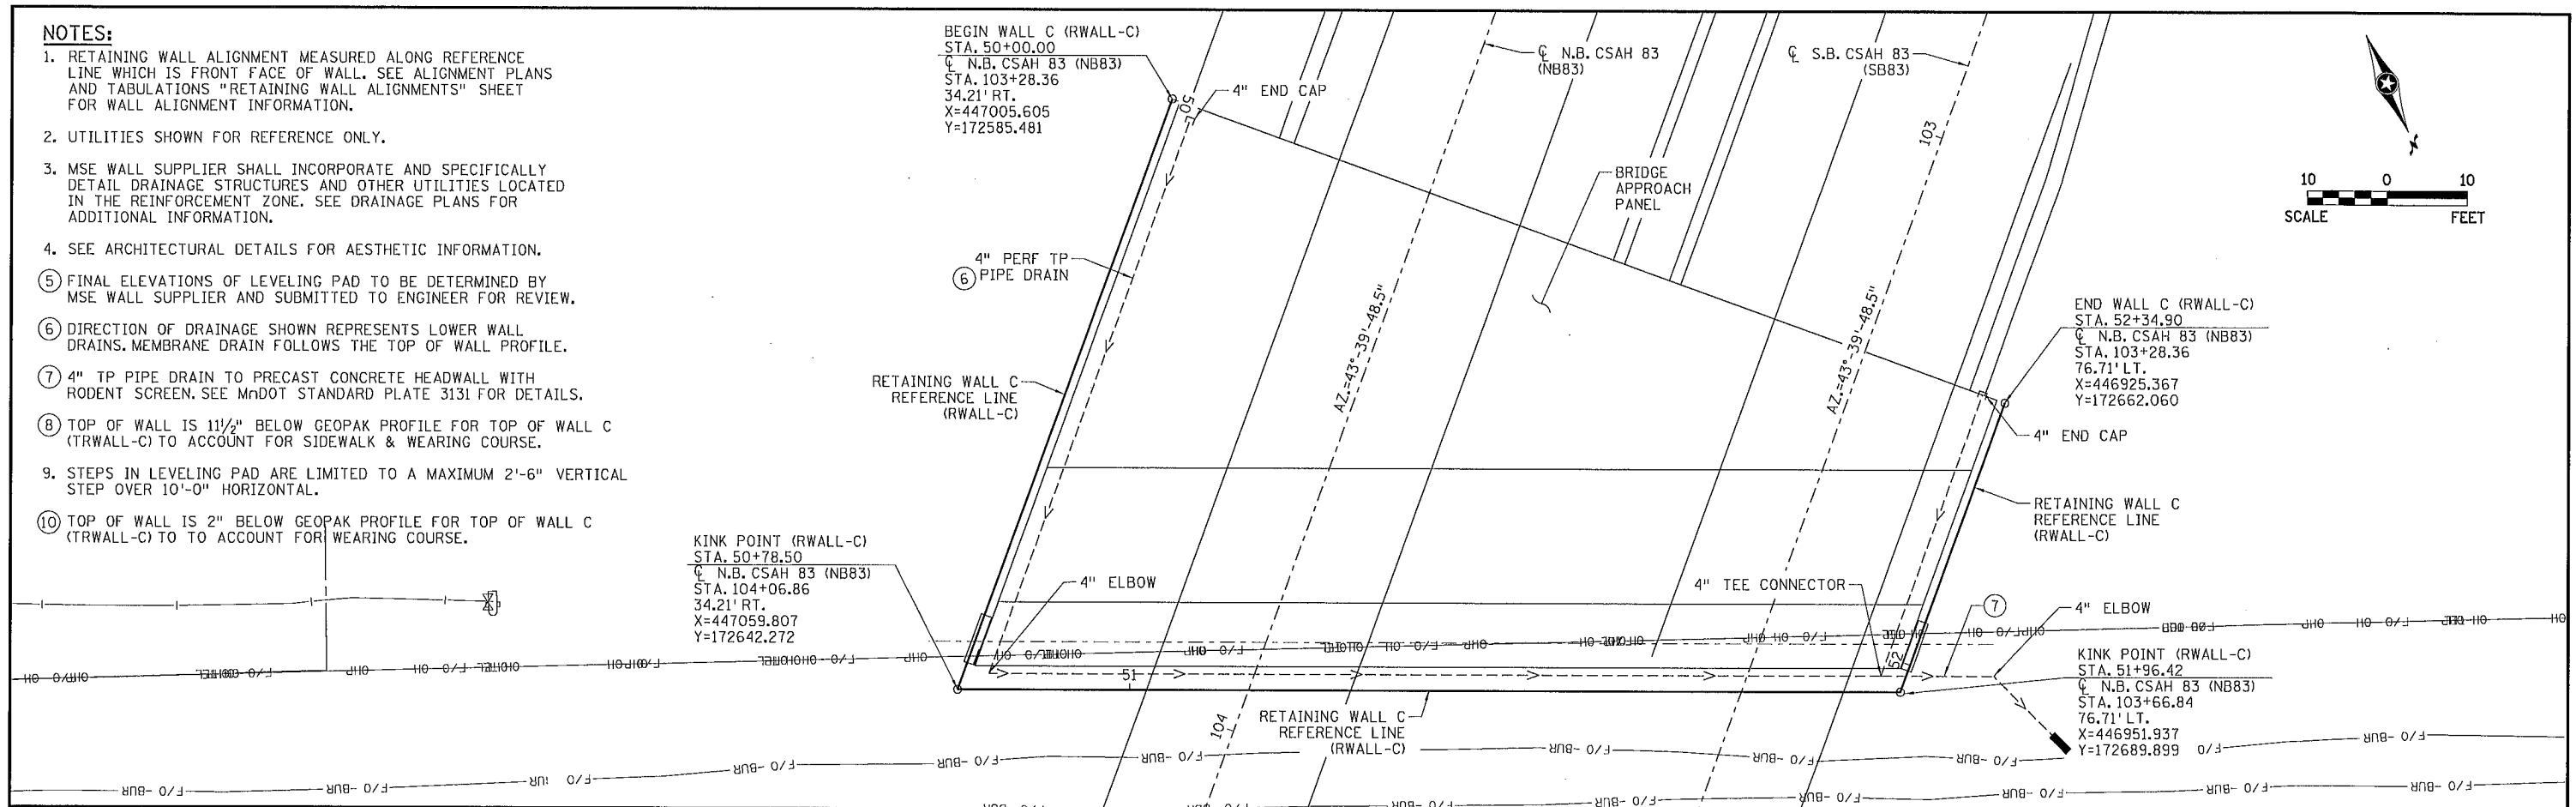 NOTES:
1. RETAINING WALL ALIGNMENT MEASURED ALONG REFERENCE
LINE WHICH IS FRONT FACE OF WALL. SEE ALIGNMENT PLANS
AND TABULATIONS "RETAINING WALL ALIGNMENTS" SHEET
FOR WALL ALIGNMENT INFORMATION.
2. UTILITIES SHOWN FOR REFERENCE ONLY.
3. MSE WALL SUPPLIER SHALL INCORPORATE AND SPECIFICALLY
DETAIL DRAINAGE STRUCTURES AND OTHER UTILITIES LOCATED
IN THE REINFORCEMENT ZONE. SEE DRAINAGE PLANS FOR
ADDITIONAL INFORMATION.
4. SEE ARCHITECTURAL DETAILS FOR AESTHETIC INFORMATION.
5 FINAL ELEVATIONS OF LEVELING PAD TO BE DETERMINED BY
MSE WALL SUPPLIER AND SUBMITTED TO ENGINEER FOR REVIEW.
6 DIRECTION OF DRAINAGE SHOWN REPRESENTS LOWER WALL
DRAINS. MEMBRANE DRAIN FOLLOWS THE TOP OF WALL PROFILE.
7 4" TP PIPE DRAIN TO PRECAST CONCRETE HEADWALL WITH
RODENT SCREEN. SEE MnDOT STANDARD PLATE 3131 FOR DETAILS.
8 TOP OF WALL IS 11 1/2" BELOW GEOPAK PROFILE FOR TOP OF WALL C
(TRWALL-C) TO ACCOUNT FOR SIDEWALK & WEARING COURSE.
9. STEPS IN LEVELING PAD ARE LIMITED TO A MAXIMUM 2'-6" VERTICAL
STEP OVER 10'-0" HORIZONTAL.
10 TOP OF WALL IS 2" BELOW GEOPAK PROFILE FOR TOP OF WALL C
(TRWALL-C) TO TO ACCOUNT FOR WEARING COURSE.
BEGIN WALL C (RWALL-C)
STA. 50+00.00
℄ N.B. CSAH 83 (NB83)
STA. 103+28.36
34.21' RT.
X=447005.605
Y=172585.481
50
4" END CAP
℄ N.B. CSAH 83
(NB83)
℄ S.B. CSAH 83
(SB83)
103
10 0 10
SCALE FEET
BRIDGE
APPROACH
PANEL
4" PERF TP
6 PIPE DRAIN
AZ.=43°-39'-48.5"
AZ.=43°-39'-48.5"
END WALL C (RWALL-C)
STA. 52+34.90
℄ N.B. CSAH 83 (NB83)
STA. 103+28.36
76.71' LT.
X=446925.367
Y=172662.060
4" END CAP
RETAINING WALL C
REFERENCE LINE
(RWALL-C)
RETAINING WALL C
REFERENCE LINE
(RWALL-C)
KINK POINT (RWALL-C)
STA. 50+78.50
℄ N.B. CSAH 83 (NB83)
STA. 104+06.86
34.21' RT.
X=447059.807
Y=172642.272
4" ELBOW
4" TEE CONNECTOR
7
4" ELBOW
51
52
KINK POINT (RWALL-C)
STA. 51+96.42
℄ N.B. CSAH 83 (NB83)
STA. 103+66.84
76.71' LT.
X=446951.937
Y=172689.899
104
RETAINING WALL C
REFERENCE LINE
(RWALL-C)
F/O -BUR- F/O -BUR- F/O -BUR- F/O -BUR- F/O -BUR- F/O